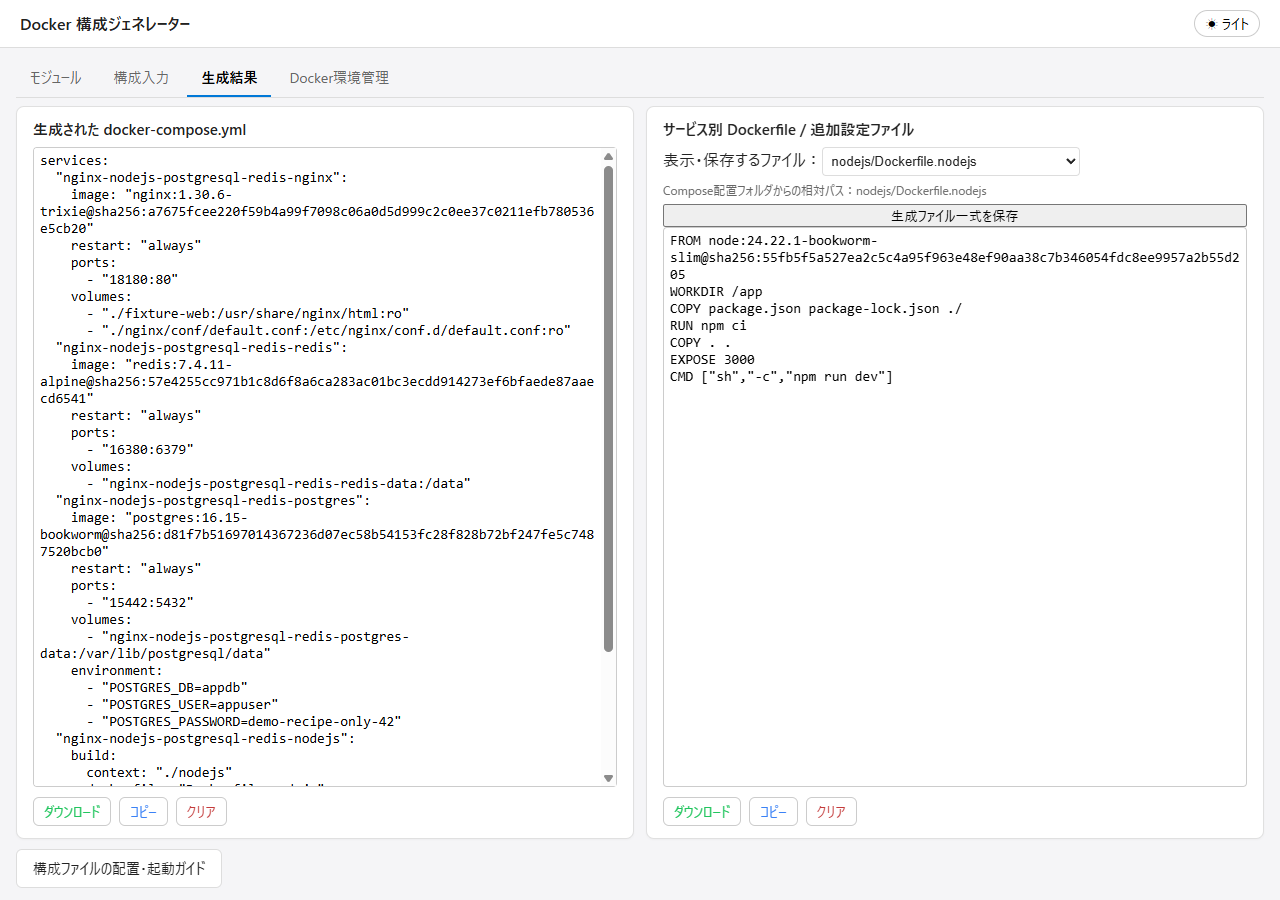 Docker 構成ジェネレーター
ライト
モジュール 構成入力 生成結果 Docker環境管理
生成された docker-compose.yml
services:
  "nginx-nodejs-postgresql-redis-nginx":
    image: "nginx:1.30.6-
trixie@sha256:a7675fcee220f59b4a99f7098c06a0d5d999c2c0ee37c0211efb780536
e5cb20"
    restart: "always"
    ports:
      - "18180:80"
    volumes:
      - "./fixture-web:/usr/share/nginx/html:ro"
      - "./nginx/conf/default.conf:/etc/nginx/conf.d/default.conf:ro"
  "nginx-nodejs-postgresql-redis-redis":
    image: "redis:7.4.11-
alpine@sha256:57e4255cc971b1c8d6f8a6ca283ac01bc3ecdd914273ef6bfaede87aae
cd6541"
    restart: "always"
    ports:
      - "16380:6379"
    volumes:
      - "nginx-nodejs-postgresql-redis-redis-data:/data"
  "nginx-nodejs-postgresql-redis-postgres":
    image: "postgres:16.15-
bookworm@sha256:d81f7b51697014367236d07ec58b54153fc28f828b72bf247fe5c748
7520bcb0"
    restart: "always"
    ports:
      - "15442:5432"
    volumes:
      - "nginx-nodejs-postgresql-redis-postgres-
data:/var/lib/postgresql/data"
    environment:
      - "POSTGRES_DB=appdb"
      - "POSTGRES_USER=appuser"
      - "POSTGRES_PASSWORD=demo-recipe-only-42"
  "nginx-nodejs-postgresql-redis-nodejs":
    build:
      context: "./nodejs"
ダウンロード コピー クリア
サービス別 Dockerfile / 追加設定ファイル
表示・保存するファイル： nodejs/Dockerfile.nodejs
Compose配置フォルダからの相対パス：nodejs/Dockerfile.nodejs
生成ファイル一式を保存
FROM node:24.22.1-bookworm-
slim@sha256:55fb5f5a527ea2c5c4a95f963e48ef90aa38c7b346054fdc8ee9957a2b55d2
05
WORKDIR /app
COPY package.json package-lock.json ./
RUN npm ci
COPY . .
EXPOSE 3000
CMD ["sh","-c","npm run dev"]
ダウンロード コピー クリア
構成ファイルの配置・起動ガイド